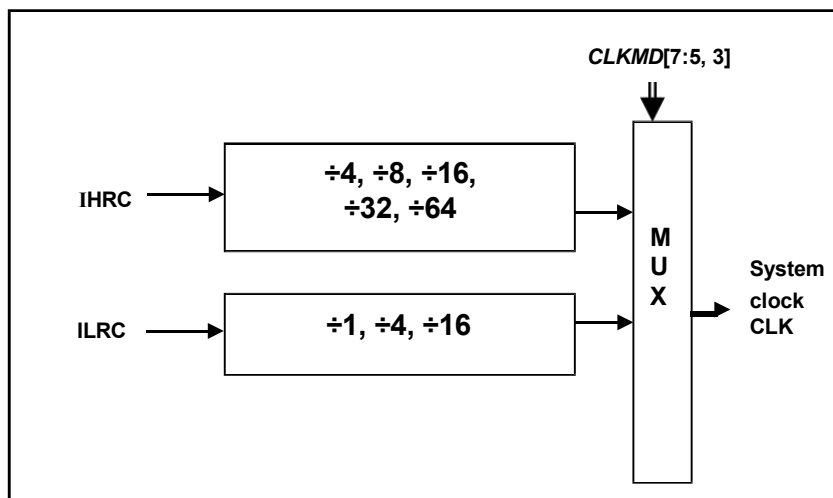 CLKMD[7:5, 3]
IHRC
÷4, ÷8, ÷16,
÷32, ÷64
ILRC
÷1, ÷4, ÷16
M
U
X
System
clock
CLK